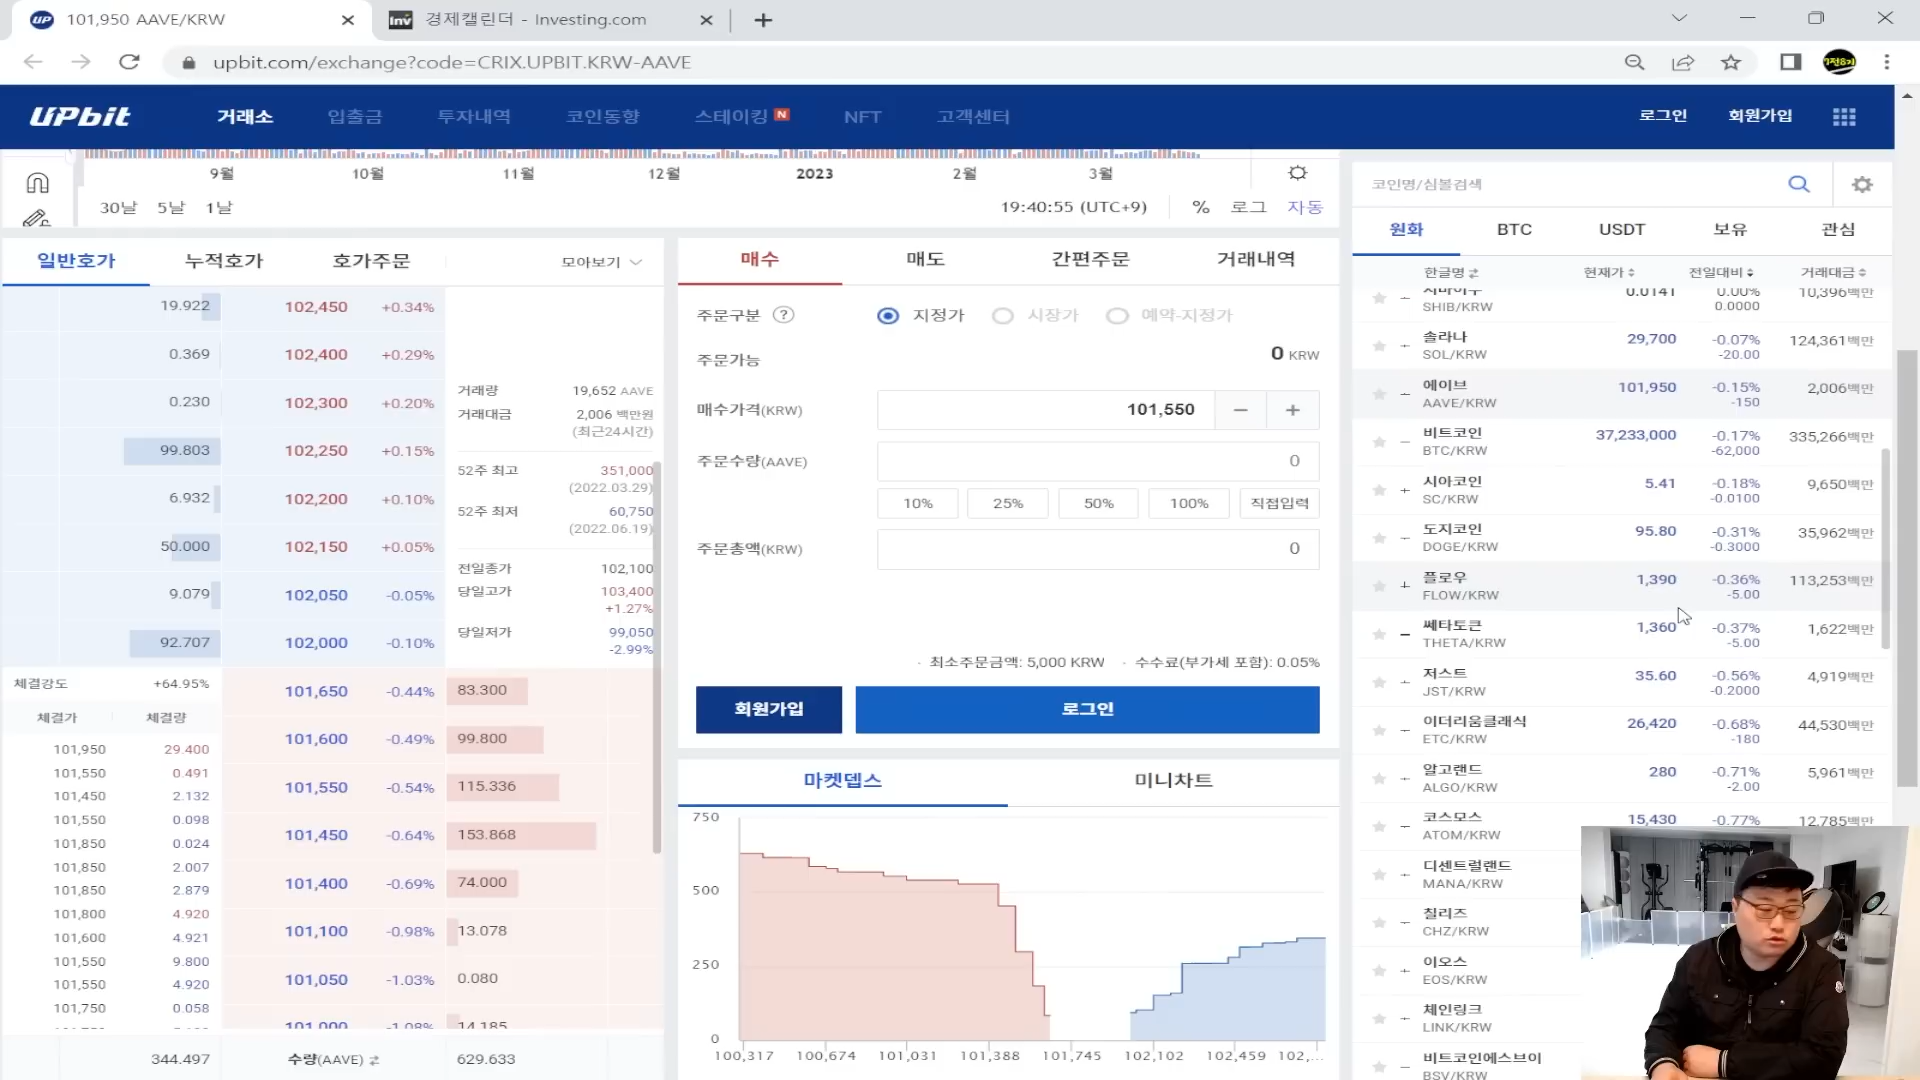 101,950 AAVE/KRW
Inv 경제캘린더 - Investing.com
upbit.com/exchange?code=CRIX.UPBIT.KRW-AAVE
UPbit 거래소 입출금 투자내역 코인동향 스테이킹 N NFT 고객센터 로그인 회원가입
9월 10월 11월 12월 2023 2월 3월
30날 5날 1날 19:40:55 (UTC+9) % 로그 자동
일반호가 누적호가 호가주문 모아보기
19.922 102,450 +0.34%
0.369 102,400 +0.29%
0.230 102,300 +0.20%
99.803 102,250 +0.15%
6.932 102,200 +0.10%
50.000 102,150 +0.05%
9.079 102,050 -0.05%
92.707 102,000 -0.10%
거래량 19,652 AAVE
거래대금 2,006 백만원
(최근24시간)
52주 최고 351,000
(2022.03.29)
52주 최저 60,750
(2022.06.19)
전일종가 102,100
당일고가 103,400
+1.27%
당일저가 99,050
-2.99%
101,650 -0.44% 83.300
101,600 -0.49% 99.800
101,550 -0.54% 115.336
101,450 -0.64% 153.868
101,400 -0.69% 74.000
101,100 -0.98% 13.078
101,050 -1.03% 0.080
101,000 -1.08% 14.185
체결강도 +64.95%
체결가 체결량
101,950 29.400
101,550 0.491
101,450 2.132
101,550 0.098
101,850 0.024
101,850 2.007
101,850 2.879
101,800 4.920
101,600 4.921
101,550 9.800
101,550 4.920
101,750 0.058
344.497 수량(AAVE) 629.633
매수 매도 간편주문 거래내역
주문구분 ? 지정가 시장가 예약-지정가
주문가능 0 KRW
매수가격(KRW) 101,550 − +
주문수량(AAVE) 0
10% 25% 50% 100% 직접입력
주문총액(KRW) 0
· 최소주문금액: 5,000 KRW · 수수료(부가세 포함): 0.05%
회원가입 로그인
마켓뎁스 미니차트
750
500
250
0
100,317 100,674 101,031 101,388 101,745 102,102 102,459 102,...
코인명/심볼검색
원화 BTC USDT 보유 관심
한글명 현재가 전일대비 거래대금
시바이누 0.0141 0.00% 10,396백만
SHIB/KRW 0.0000
솔라나 29,700 -0.07% 124,361백만
SOL/KRW -20.00
에이브 101,950 -0.15% 2,006백만
AAVE/KRW -150
비트코인 37,233,000 -0.17% 335,266백만
BTC/KRW -62,000
시아코인 5.41 -0.18% 9,650백만
SC/KRW -0.0100
도지코인 95.80 -0.31% 35,962백만
DOGE/KRW -0.3000
플로우 1,390 -0.36% 113,253백만
FLOW/KRW -5.00
쎄타토큰 1,360 -0.37% 1,622백만
THETA/KRW -5.00
저스트 35.60 -0.56% 4,919백만
JST/KRW -0.2000
이더리움클래식 26,420 -0.68% 44,530백만
ETC/KRW -180
알고랜드 280 -0.71% 5,961백만
ALGO/KRW -2.00
코스모스 15,430 -0.77% 12,785백만
ATOM/KRW
디센트럴랜드
MANA/KRW
칠리즈
CHZ/KRW
이오스
EOS/KRW
체인링크
LINK/KRW
비트코인에스브이
BSV/KRW